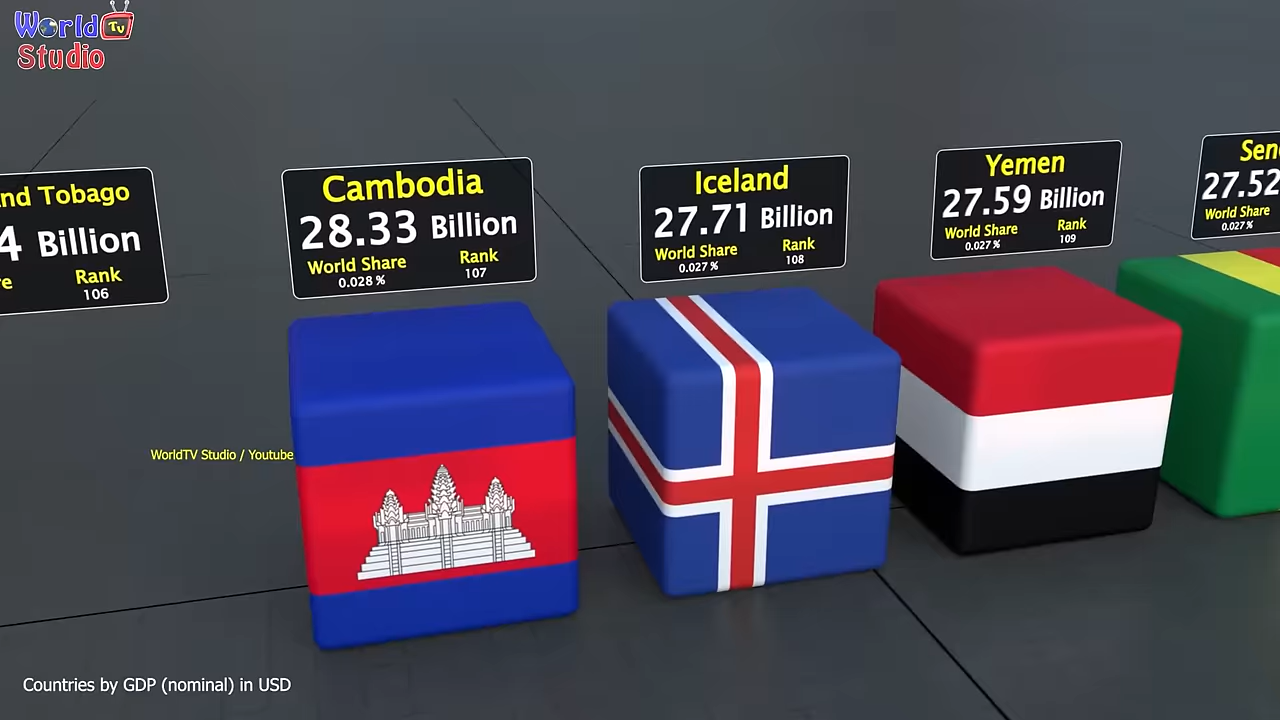 World Tv
Studio
nd Tobago
4 Billion
Rank
106
Cambodia
28.33 Billion
World Share
Rank
0.028 %
107
Iceland
27.71 Billion
World Share
Rank
0.027 %
108
Yemen
27.59 Billion
World Share
Rank
0.027 %
109
Sen
27.52
World Share
0.027 %
WorldTV Studio / Youtube
Countries by GDP (nominal) in USD